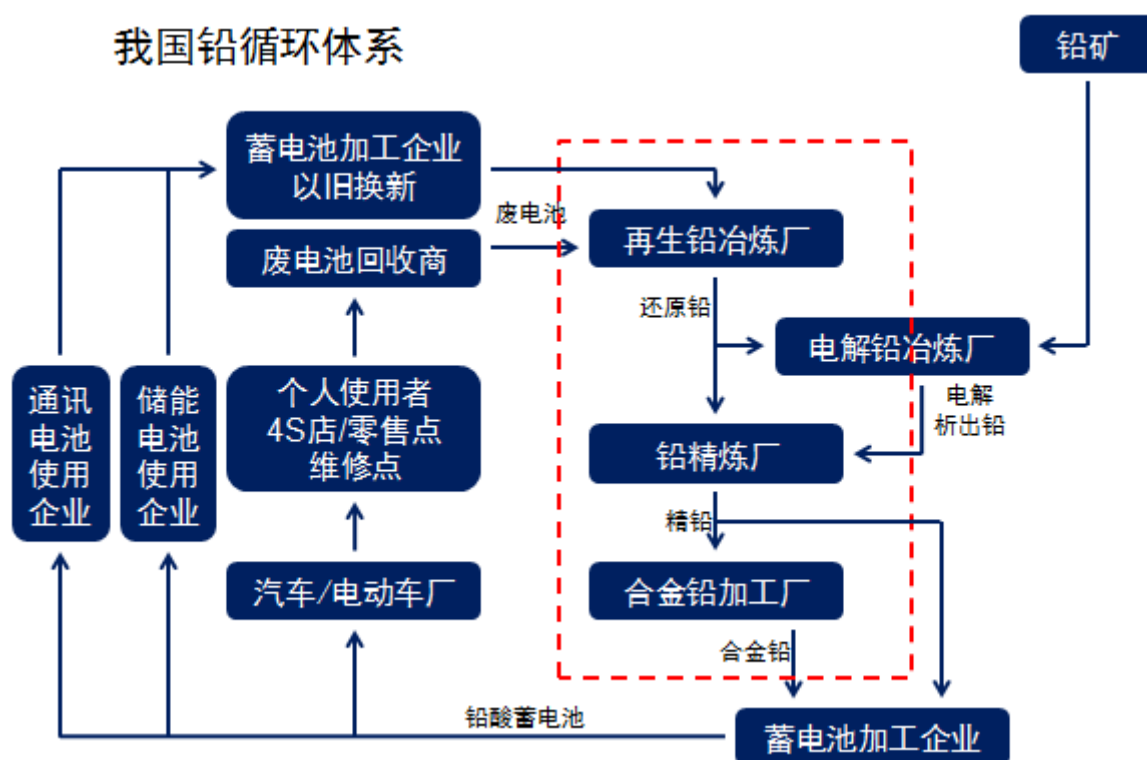 我国铅循环体系
铅矿
蓄电池加工企业
以旧换新
废电池
废电池回收商
再生铅冶炼厂
还原铅
电解铅冶炼厂
电解
析出铅
通讯
电池
使用
企业
储能
电池
使用
企业
个人使用者
4S店/零售点
维修点
铅精炼厂
精铅
汽车/电动车厂
合金铅加工厂
合金铅
铅酸蓄电池
蓄电池加工企业